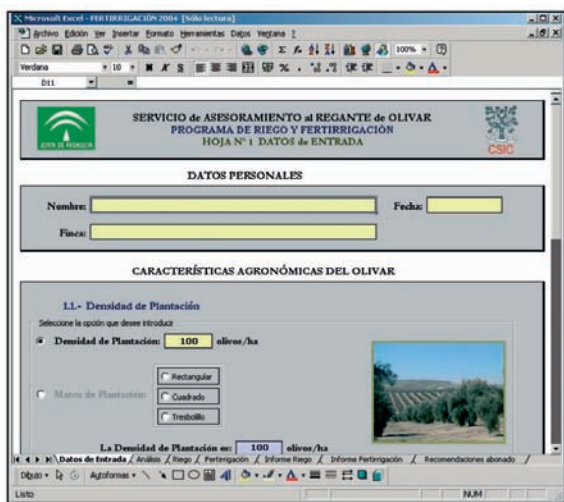 Microsoft Excel - FERTIRRIGACIÓN 2004 [Sólo lectura]
Archivo Edición Ver Insertar Formato Herramientas Datos Ventana ?
100%
Verdana 10 N K S
D11 =
SERVICIO de ASESORAMIENTO al REGANTE de OLIVAR
PROGRAMA DE RIEGO Y FERTIRRIGACIÓN
HOJA Nº 1 DATOS de ENTRADA
JUNTA DE ANDALUCIA
CSIC
DATOS PERSONALES
Nombre: Fecha:
Finca:
CARACTERÍSTICAS AGRONÓMICAS DEL OLIVAR
1.1.- Densidad de Plantación
Seleccione la opción que desee introducir
Densidad de Plantación: 100 olivos/ha
Rectangular
Marco de Plantación: Cuadrado
Tresbolillo
La Densidad de Plantación es: 100 olivos/ha
Datos de Entrada / Análisis / Riego / Fertirrigación / Informe Riego / Informe Fertirrigación / Recomendaciones abonado
Dibujo Autoformas
Listo NUM